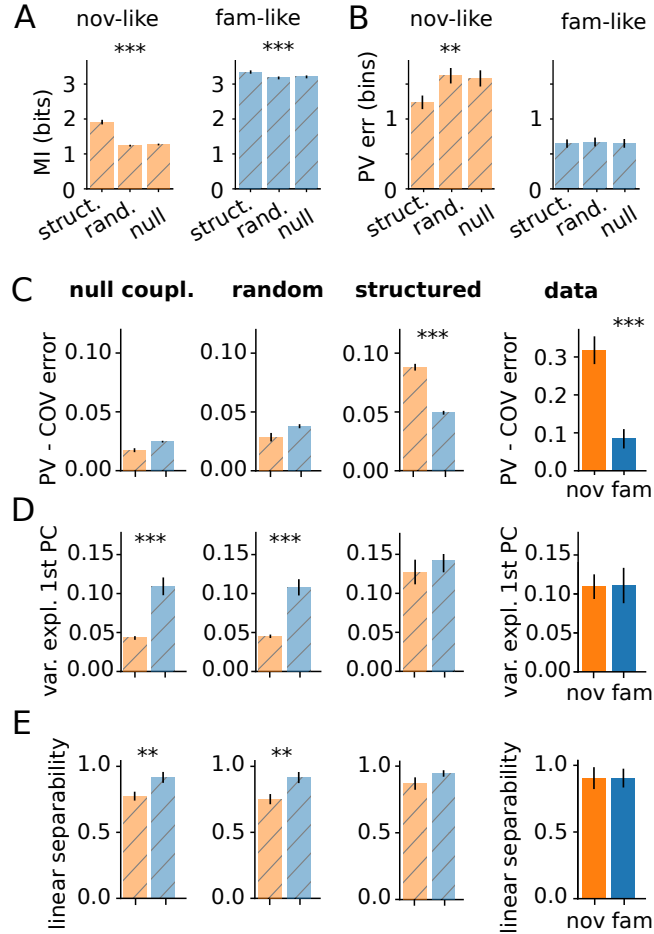 A nov-like fam-like B nov-like fam-like
*** *** **
MI (bits) 3 2 1 0 3 2 1 0 PV err (bins) 1 0 1 0
struct. rand. null struct. rand. null struct. rand. null struct. rand. null
C null coupl. random structured data
PV - COV error 0.10 0.05 0.00 0.10 0.05 0.00 0.10 0.05 0.00 *** PV - COV error 0.3 0.2 0.1 0.0 ***
nov fam
D
var. expl. 1st PC 0.15 0.10 0.05 0.00 *** 0.15 0.10 0.05 0.00 *** 0.15 0.10 0.05 0.00 var. expl. 1st PC 0.15 0.10 0.05 0.00
nov fam
E
linear separability 1.0 0.5 0.0 ** 1.0 0.5 0.0 ** 1.0 0.5 0.0 linear separability 1.0 0.5 0.0
nov fam